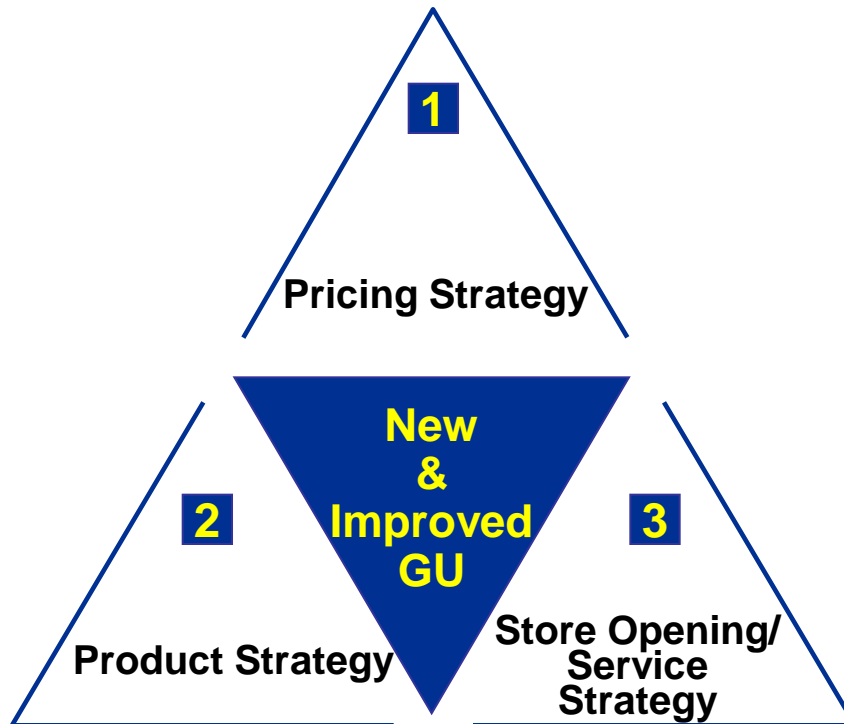 1
Pricing Strategy
New
&
Improved
GU
2
Product Strategy
3
Store Opening/
Service
Strategy